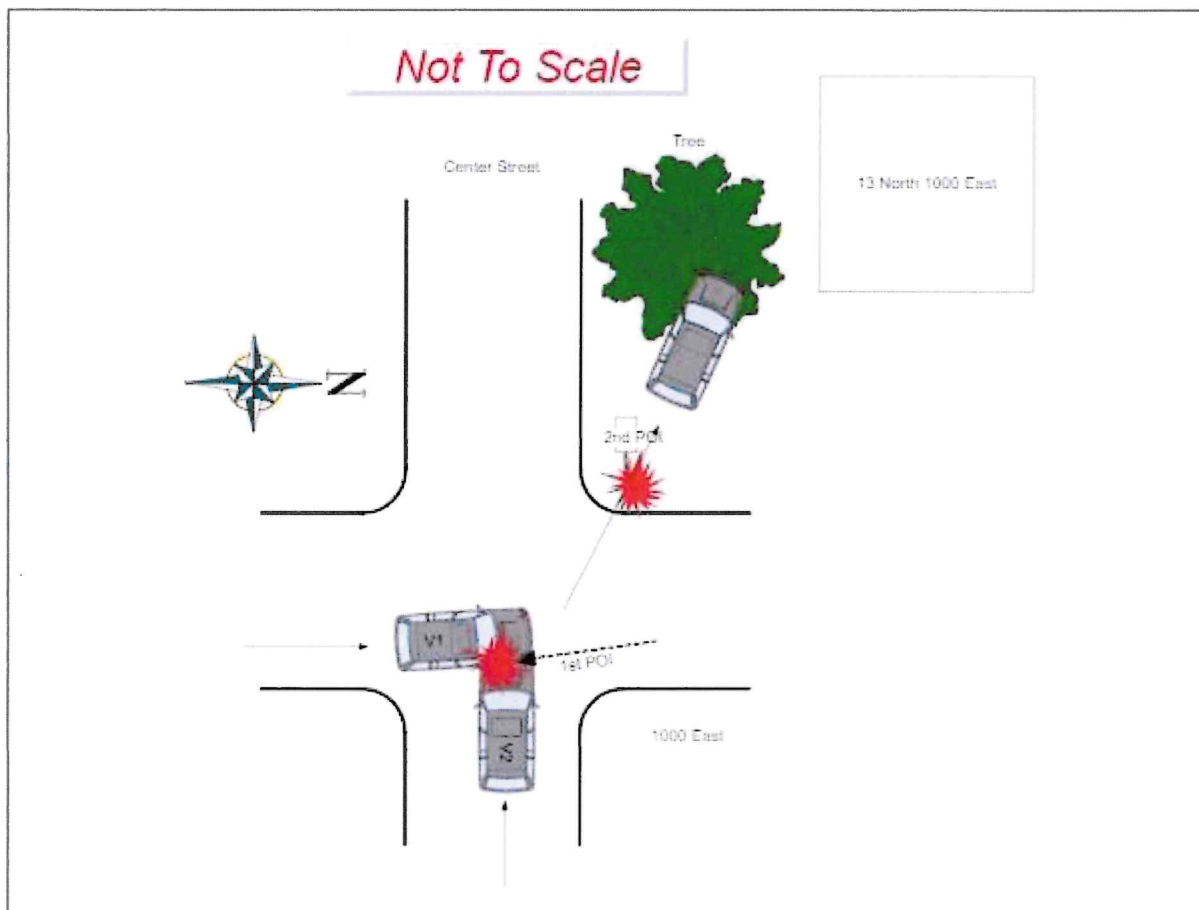 Not To Scale
Tree
Center Street
13 North 1000 East
N
2nd POI
V1
1st POI
1000 East
V2